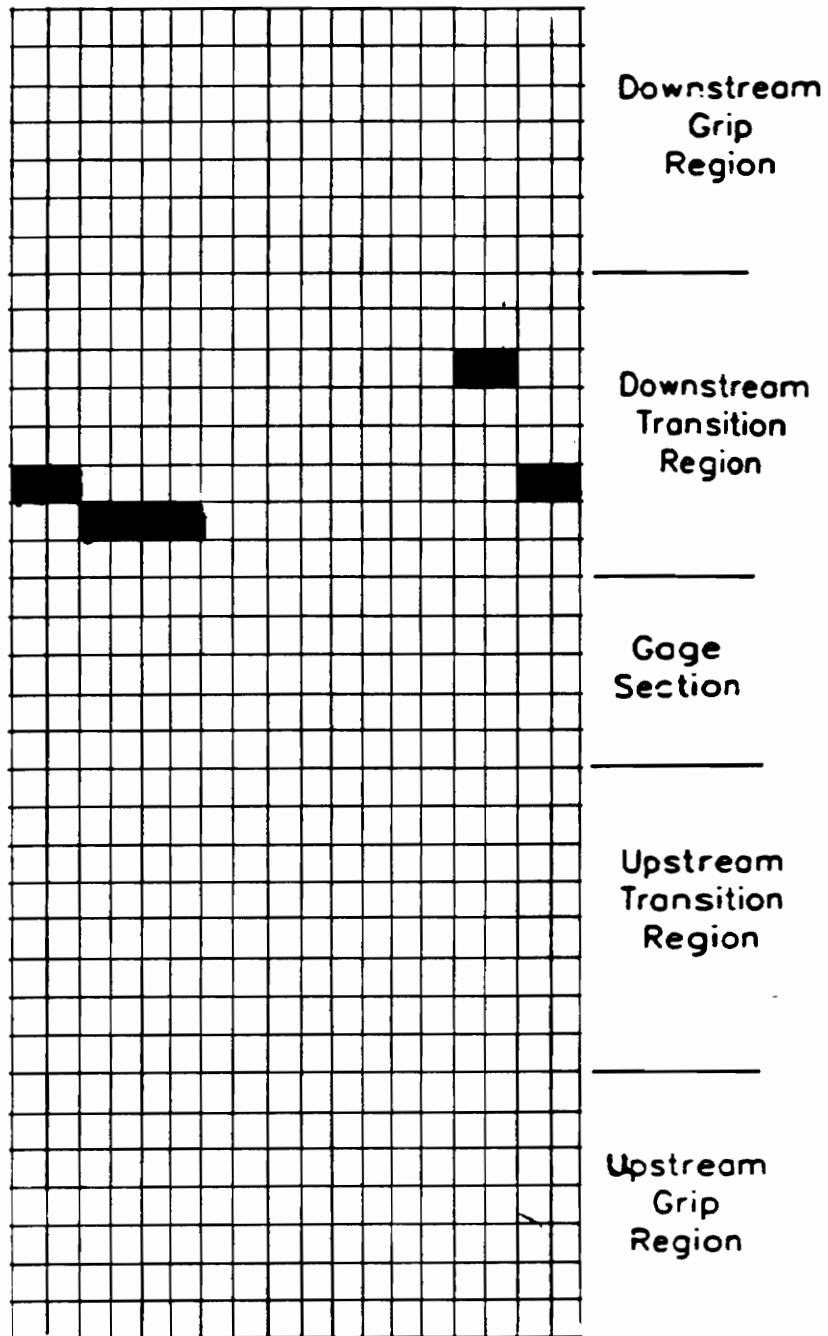 Downstream
Grip
Region
Downstream
Transition
Region
Gage
Section
Upstream
Transition
Region
Upstream
Grip
Region